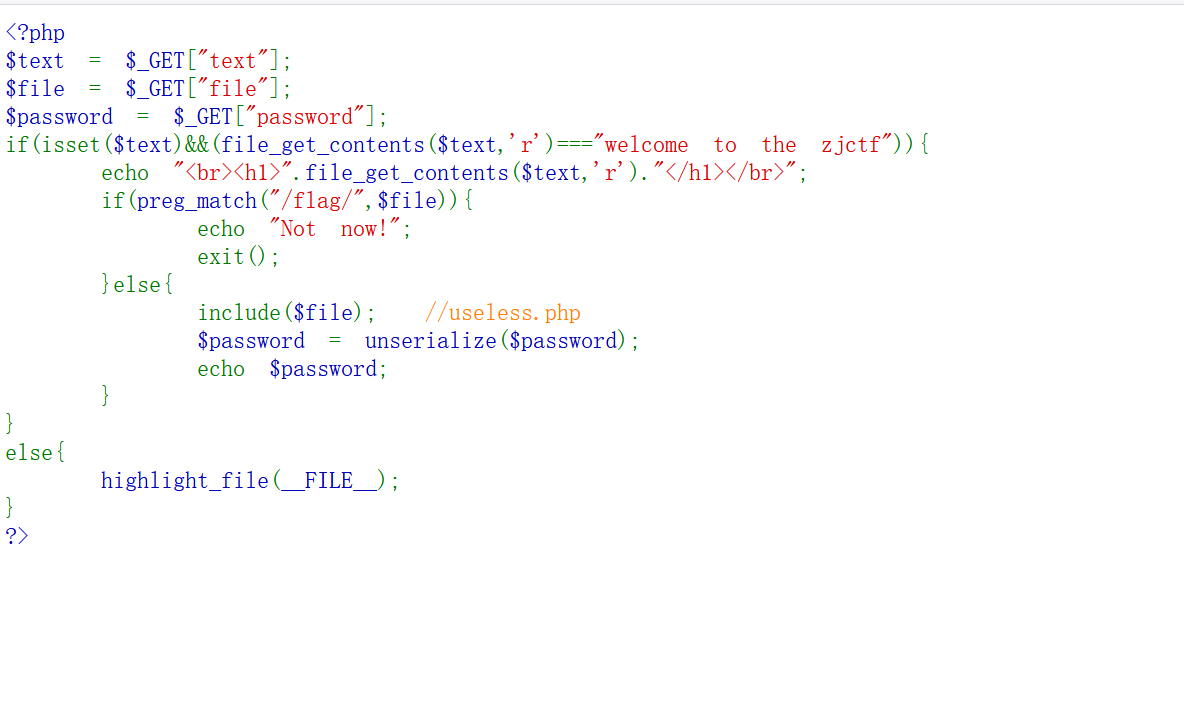 <?php
$text = $_GET["text"];
$file = $_GET["file"];
$password = $_GET["password"];
if(isset($text)&&(file_get_contents($text,'r')==="welcome to the zjctf")){
echo "<br><h1>".file_get_contents($text,'r')."</h1></br>";
if(preg_match("/flag/",$file)){
echo "Not now!";
exit();
}else{
include($file); //useless.php
$password = unserialize($password);
echo $password;
}
}
else{
highlight_file(__FILE__);
}
?>